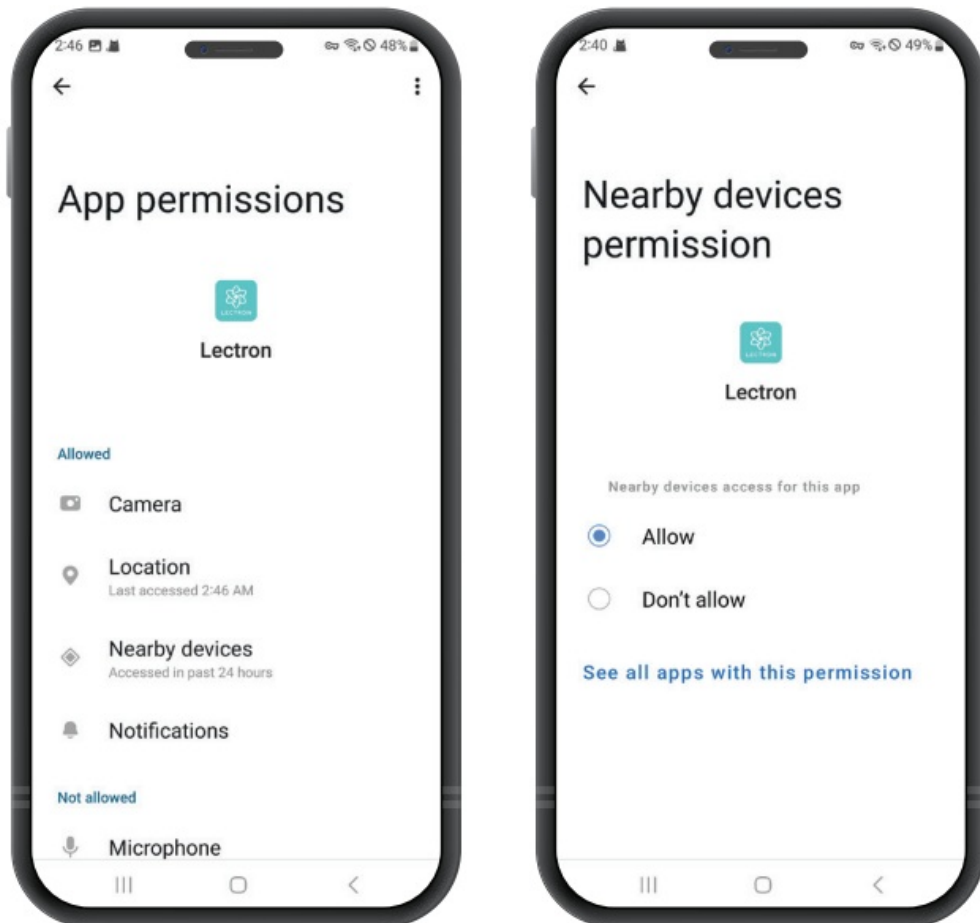 2:46
48%
App permissions
LECTRON
Lectron
Allowed
Camera
Location
Last accessed 2:46 AM
Nearby devices
Accessed in past 24 hours
Notifications
Not allowed
Microphone
2:40
49%
Nearby devices
permission
LECTRON
Lectron
Nearby devices access for this app
Allow
Don't allow
See all apps with this permission